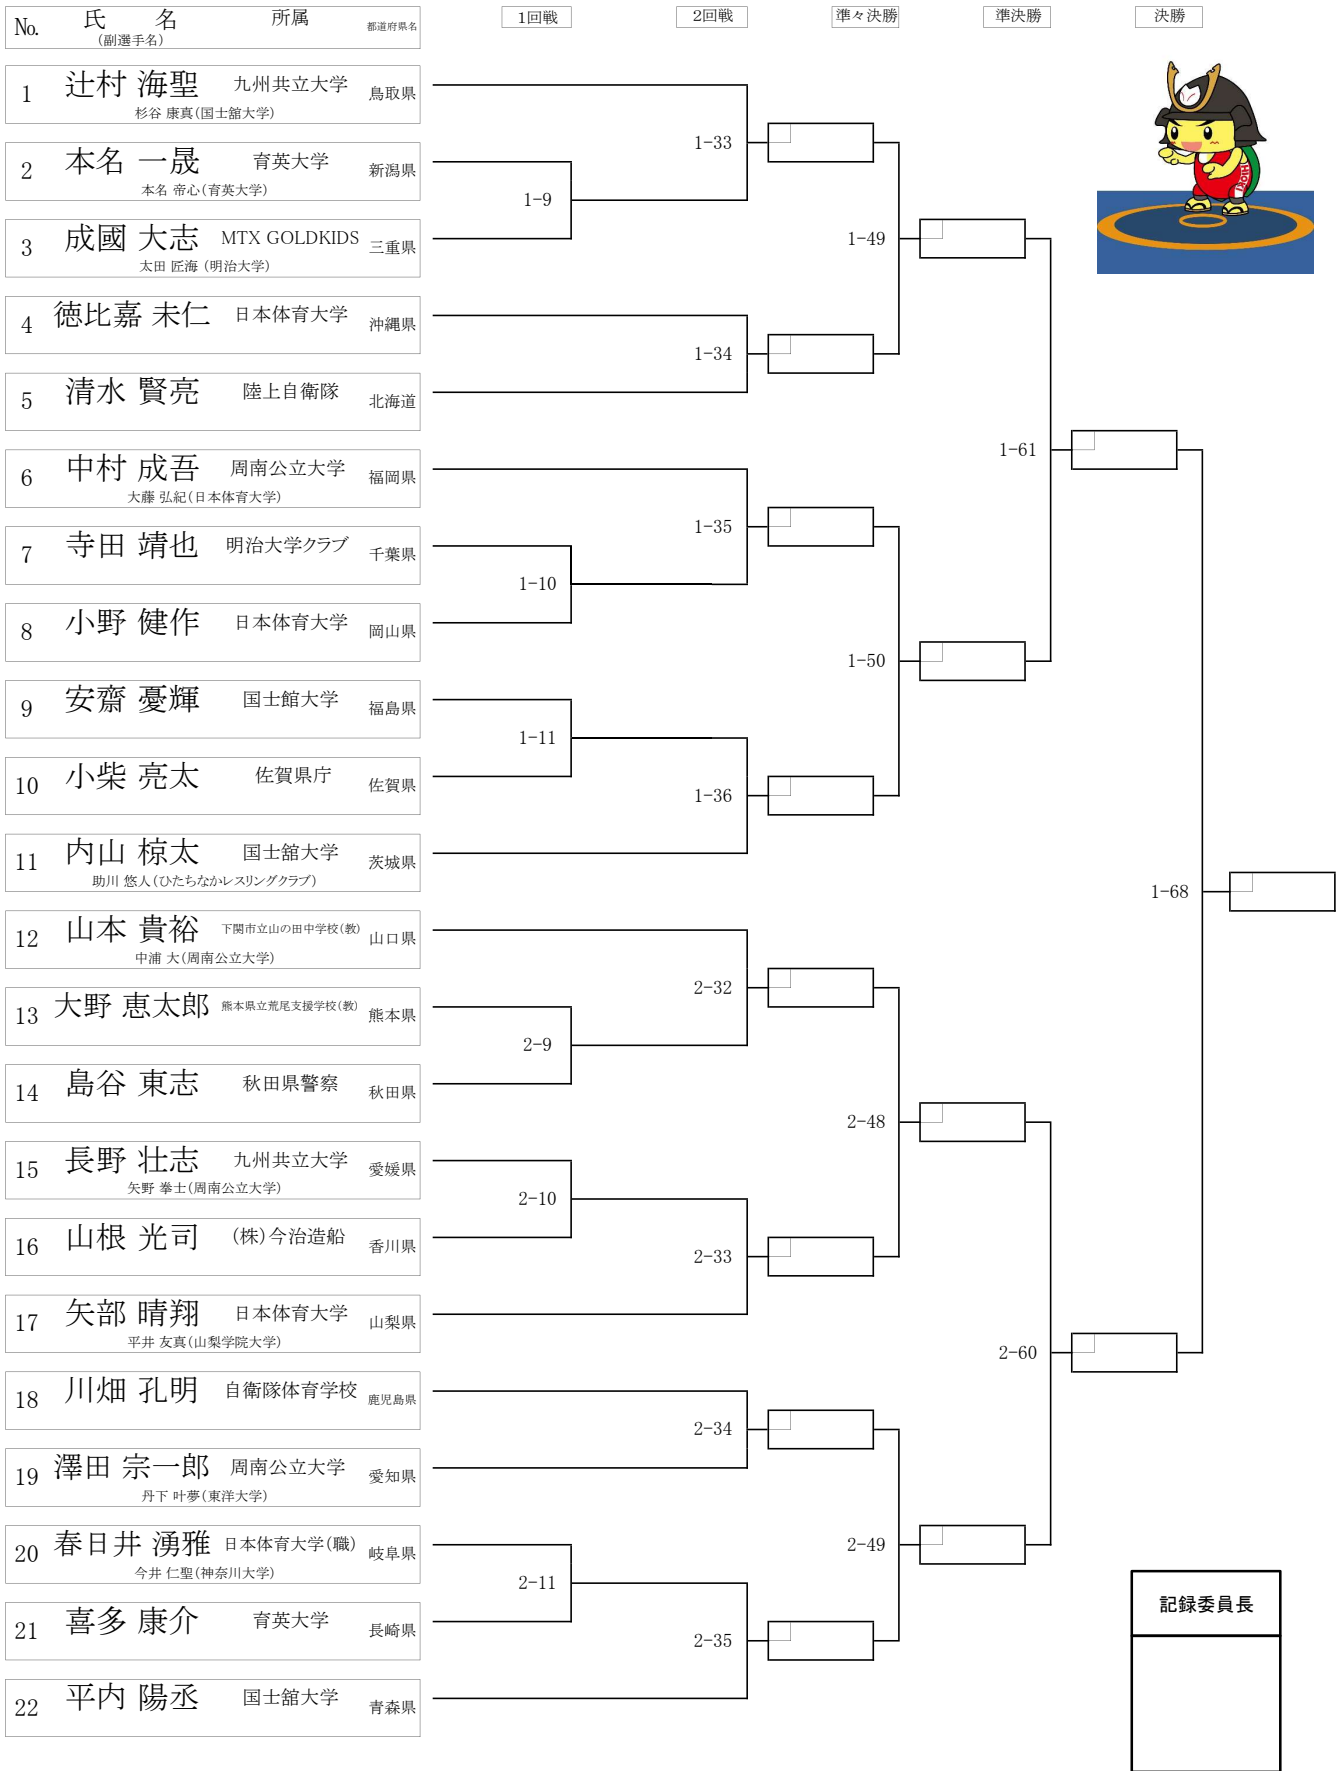 No. 氏 名 所属 都道府県名 1回戦 2回戦 準々決勝 準決勝 決勝
(副選手名)
1 辻村 海聖 九州共立大学 鳥取県
杉谷 康真(国士舘大学)
1-33
2 本名 一晟 育英大学 新潟県
本名 帝心(育英大学)
1-9
3 成國 大志 MTX GOLDKIDS 三重県
太田 匠海 (明治大学)
1-49
4 徳比嘉 未仁 日本体育大学 沖縄県
1-34
5 清水 賢亮 陸上自衛隊 北海道
1-61
6 中村 成吾 周南公立大学 福岡県
大藤 弘紀(日本体育大学)
1-35
7 寺田 靖也 明治大学クラブ 千葉県
1-10
8 小野 健作 日本体育大学 岡山県
1-50
9 安齋 憂輝 国士館大学 福島県
1-11
10 小柴 亮太 佐賀県庁 佐賀県
1-36
11 内山 椋太 国士舘大学 茨城県
助川 悠人(ひたちなかレスリングクラブ)
1-68
12 山本 貴裕 下関市立山の田中学校(教) 山口県
中浦 大(周南公立大学)
2-32
13 大野 恵太郎 熊本県立荒尾支援学校(教) 熊本県
2-9
14 島谷 東志 秋田県警察 秋田県
2-48
15 長野 壮志 九州共立大学 愛媛県
矢野 拳士(周南公立大学)
2-10
16 山根 光司 (株)今治造船 香川県
2-33
17 矢部 晴翔 日本体育大学 山梨県
平井 友真(山梨学院大学)
2-60
18 川畑 孔明 自衛隊体育学校 鹿児島県
2-34
19 澤田 宗一郎 周南公立大学 愛知県
丹下 叶夢(東洋大学)
20 春日井 湧雅 日本体育大学(職) 岐阜県
2-49
今井 仁聖(神奈川大学)
2-11
記録委員長
21 喜多 康介 育英大学 長崎県
2-35
22 平内 陽丞 国士舘大学 青森県